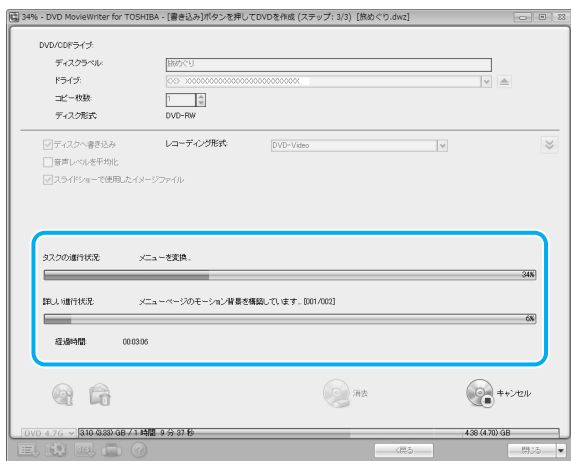 34% - DVD MovieWriter for TOSHIBA - [書き込み]ボタンを押してDVDを作成 (ステップ: 3/3) [旅めぐり.dwz]
DVD/CDドライブ:
ディスクラベル: 旅めぐり
ドライブ:
コピー枚数: 1
ディスク形式: DVD-RW
ディスクへ書き込み レコーディング形式: DVD-Video
音声レベルを平均化
スライドショーで使用したイメージファイル
タスクの進行状況: メニューを変換...
34%
詳しい進行状況: メニューページのモーション背景を構築しています... [001/002]
6%
経過時間: 00:03:06
消去 キャンセル
DVD 4.7G 3.10 (3.33) GB / 1 時間 9 分 37 秒 4.38 (4.70) GB
<戻る 閉じる